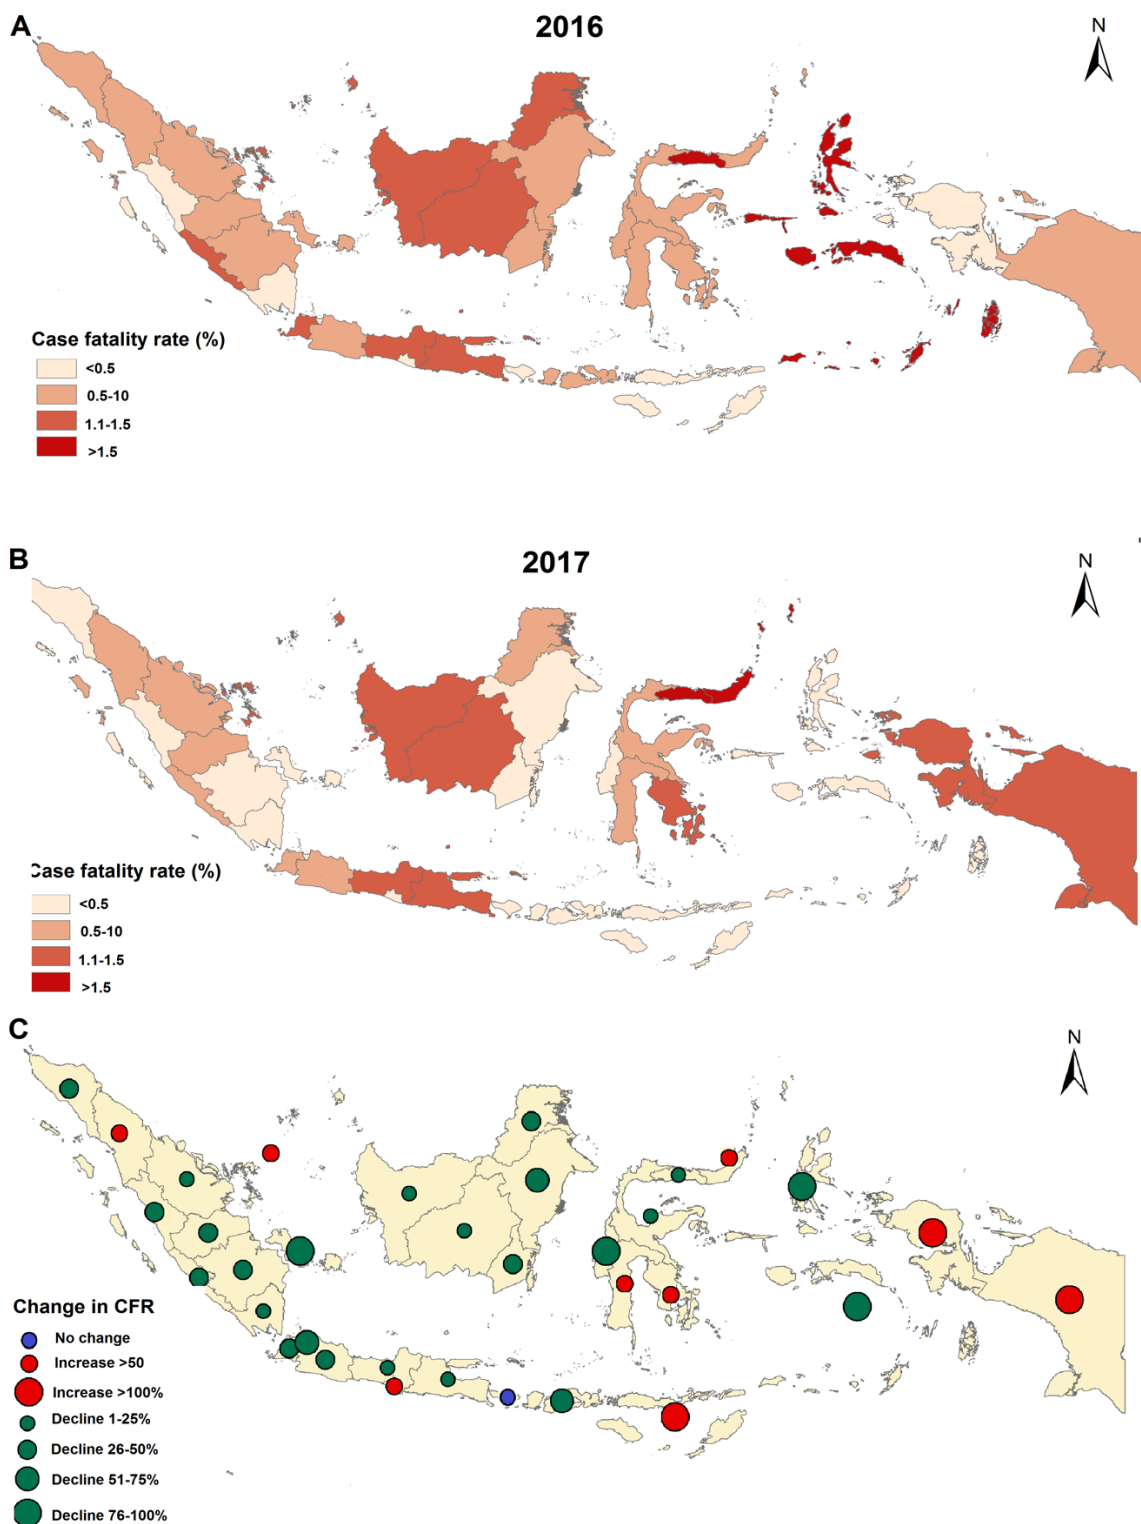 A
2016
N
Case fatality rate (%)
<0.5
0.5-10
1.1-1.5
>1.5
B
2017
N
Case fatality rate (%)
<0.5
0.5-10
1.1-1.5
>1.5
C
N
Change in CFR
No change
Increase >50
Increase >100%
Decline 1-25%
Decline 26-50%
Decline 51-75%
Decline 76-100%